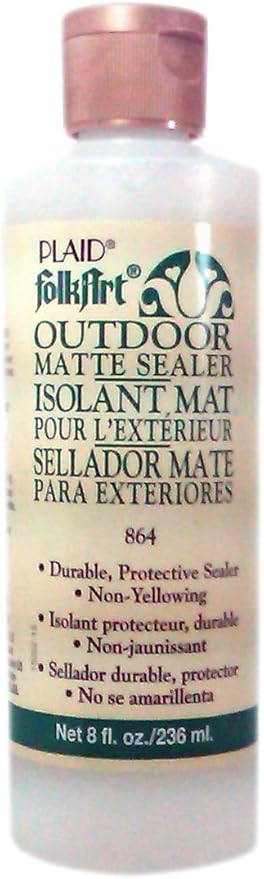 PLAID®
FolkArt®
OUTDOOR
MATTE SEALER
ISOLANT MAT
POUR L'EXTÉRIEUR
SELLADOR MATE
PARA EXTERIORES
864
• Durable, Protective Sealer
• Non-Yellowing
• Isolant protecteur, durable
• Non-jaunissant
• Sellador durable, protector
• No se amarillenta
Net 8 fl. oz./236 ml.